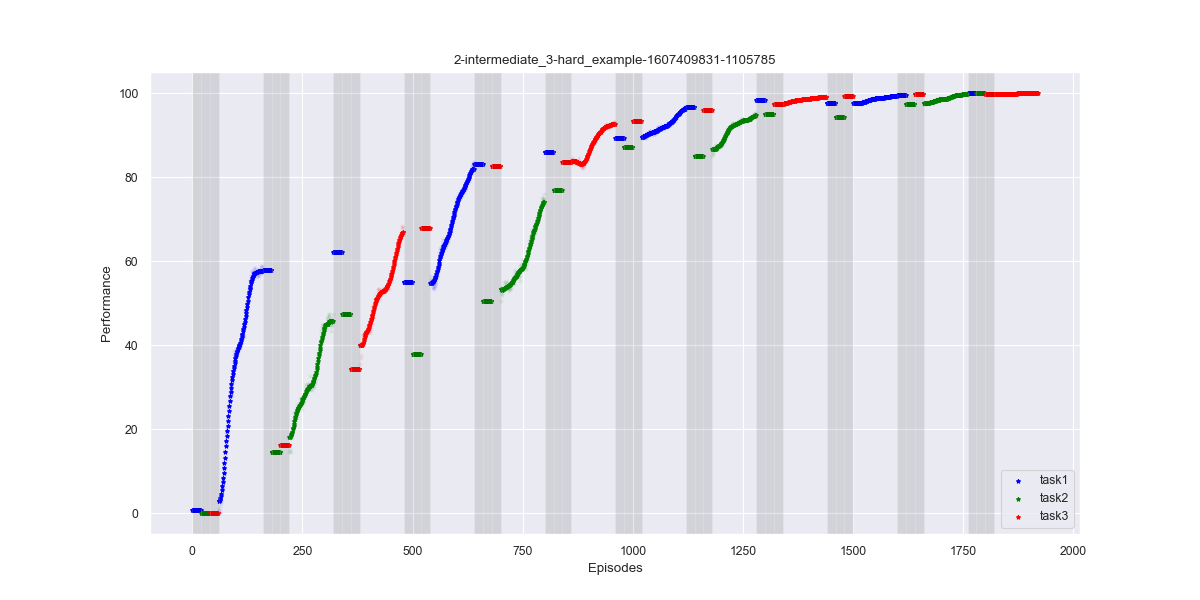 2-intermediate_3-hard_example-1607409831-1105785
100
80
60
40
20
0
Performance
0 250 500 750 1000 1250 1500 1750 2000
Episodes
task1
task2
task3